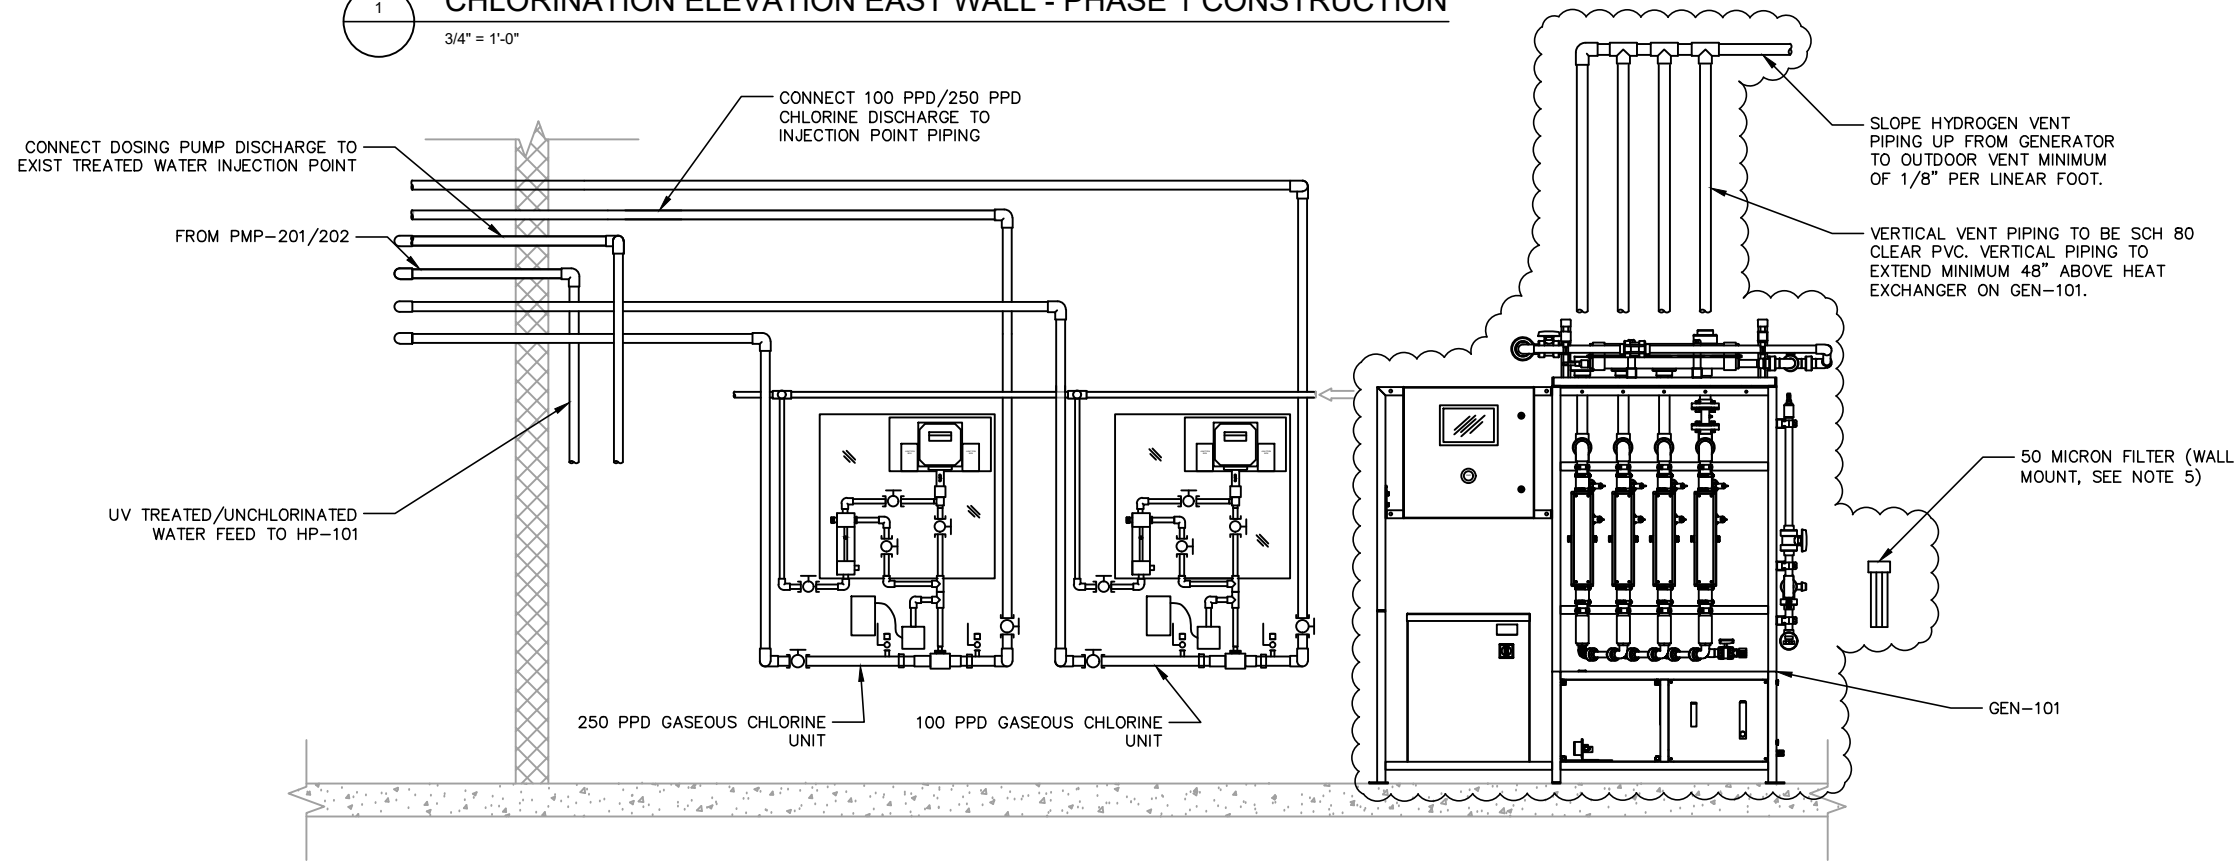 1
CHLORINATION ELEVATION EAST WALL - PHASE 1 CONSTRUCTION
3/4" = 1'-0"
CONNECT 100 PPD/250 PPD
CHLORINE DISCHARGE TO
INJECTION POINT PIPING
CONNECT DOSING PUMP DISCHARGE TO
EXIST TREATED WATER INJECTION POINT
FROM PMP-201/202
UV TREATED/UNCHLORINATED
WATER FEED TO HP-101
250 PPD GASEOUS CHLORINE
UNIT
100 PPD GASEOUS CHLORINE
UNIT
SLOPE HYDROGEN VENT
PIPING UP FROM GENERATOR
TO OUTDOOR VENT MINIMUM
OF 1/8" PER LINEAR FOOT.
VERTICAL VENT PIPING TO BE SCH 80
CLEAR PVC. VERTICAL PIPING TO
EXTEND MINIMUM 48" ABOVE HEAT
EXCHANGER ON GEN-101.
50 MICRON FILTER (WALL
MOUNT, SEE NOTE 5)
GEN-101